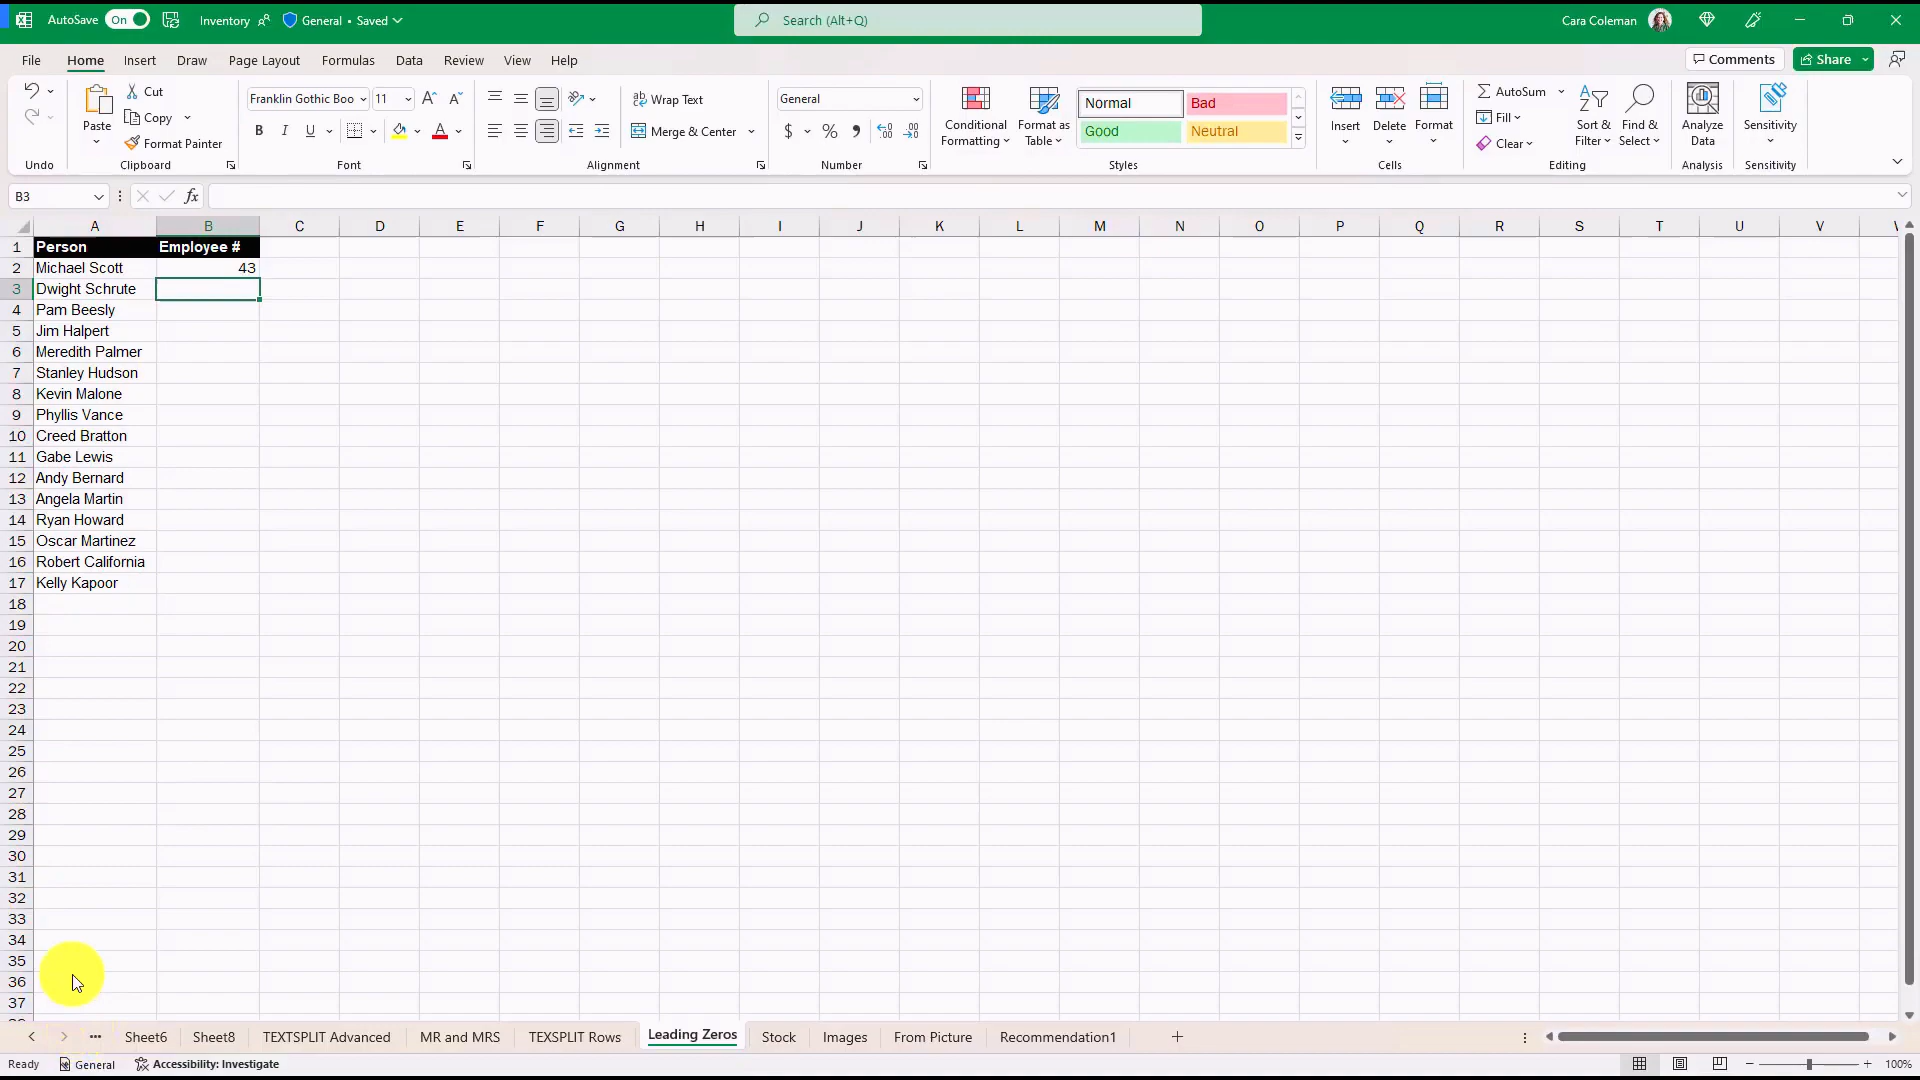 AutoSave On Inventory General • Saved Search (Alt+Q) Cara Coleman
File Home Insert Draw Page Layout Formulas Data Review View Help Comments Share
Cut Franklin Gothic Boo 11 Wrap Text General Normal Bad AutoSum
Paste Copy Conditional Formatting Format as Table Insert Delete Format Fill Sort & Filter Find & Select Analyze Data Sensitivity
Format Painter B I U A Merge & Center $ % Good Neutral Clear
Undo Clipboard Font Alignment Number Styles Cells Editing Analysis Sensitivity
B3 fx
A B C D E F G H I J K L M N O P Q R S T U V
1 Person Employee #
2 Michael Scott 43
3 Dwight Schrute
4 Pam Beesly
5 Jim Halpert
6 Meredith Palmer
7 Stanley Hudson
8 Kevin Malone
9 Phyllis Vance
10 Creed Bratton
11 Gabe Lewis
12 Andy Bernard
13 Angela Martin
14 Ryan Howard
15 Oscar Martinez
16 Robert California
17 Kelly Kapoor
18
19
20
21
22
23
24
25
26
27
28
29
30
31
32
33
34
35
36
37
Sheet6 Sheet8 TEXTSPLIT Advanced MR and MRS TEXSPLIT Rows Leading Zeros Stock Images From Picture Recommendation1
Ready General Accessibility: Investigate 100%